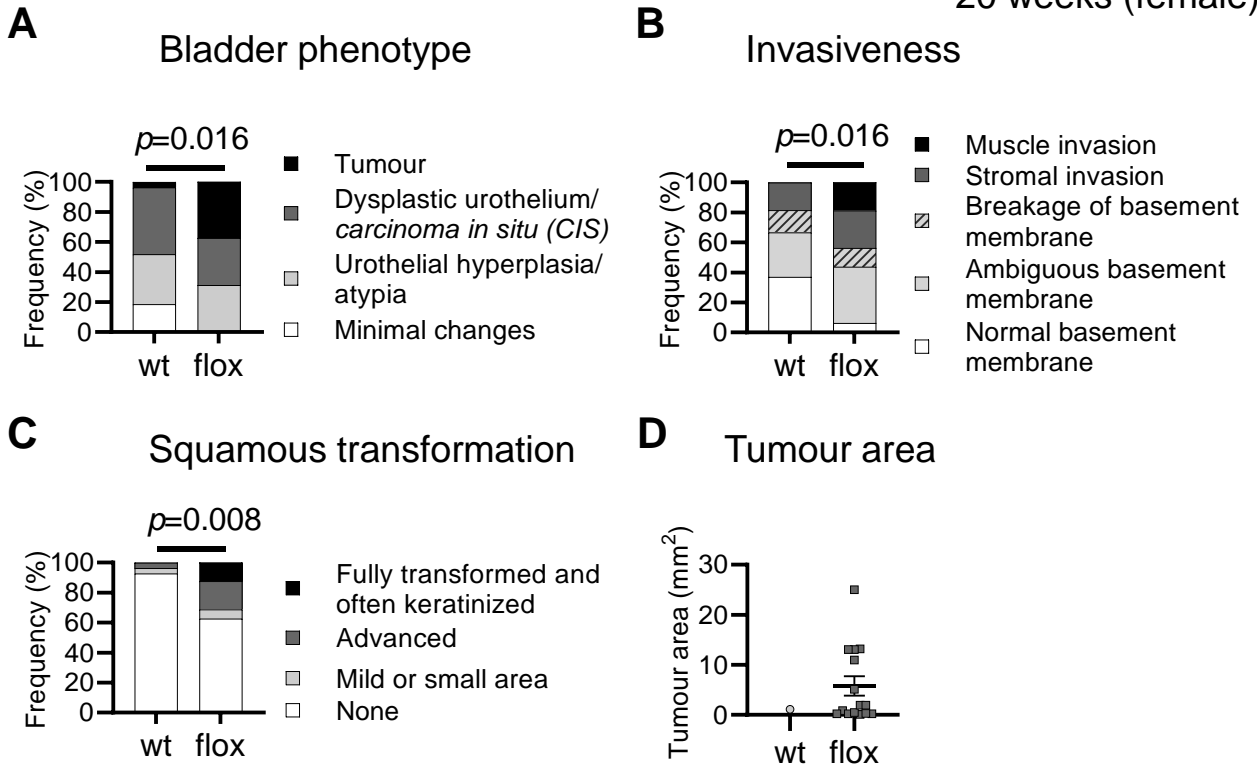 20 weeks (female)
A
Bladder phenotype
p=0.016
Frequency (%)
100
80
60
40
20
0
wt flox
Tumour
Dysplastic urothelium/
carcinoma in situ (CIS)
Urothelial hyperplasia/
atypia
Minimal changes
B
Invasiveness
p=0.016
Frequency (%)
100
80
60
40
20
0
wt flox
Muscle invasion
Stromal invasion
Breakage of basement
membrane
Ambiguous basement
membrane
Normal basement
membrane
C
Squamous transformation
p=0.008
Frequency (%)
100
80
60
40
20
0
wt flox
Fully transformed and
often keratinized
Advanced
Mild or small area
None
D
Tumour area
Tumour area (mm²)
30
20
10
0
wt flox